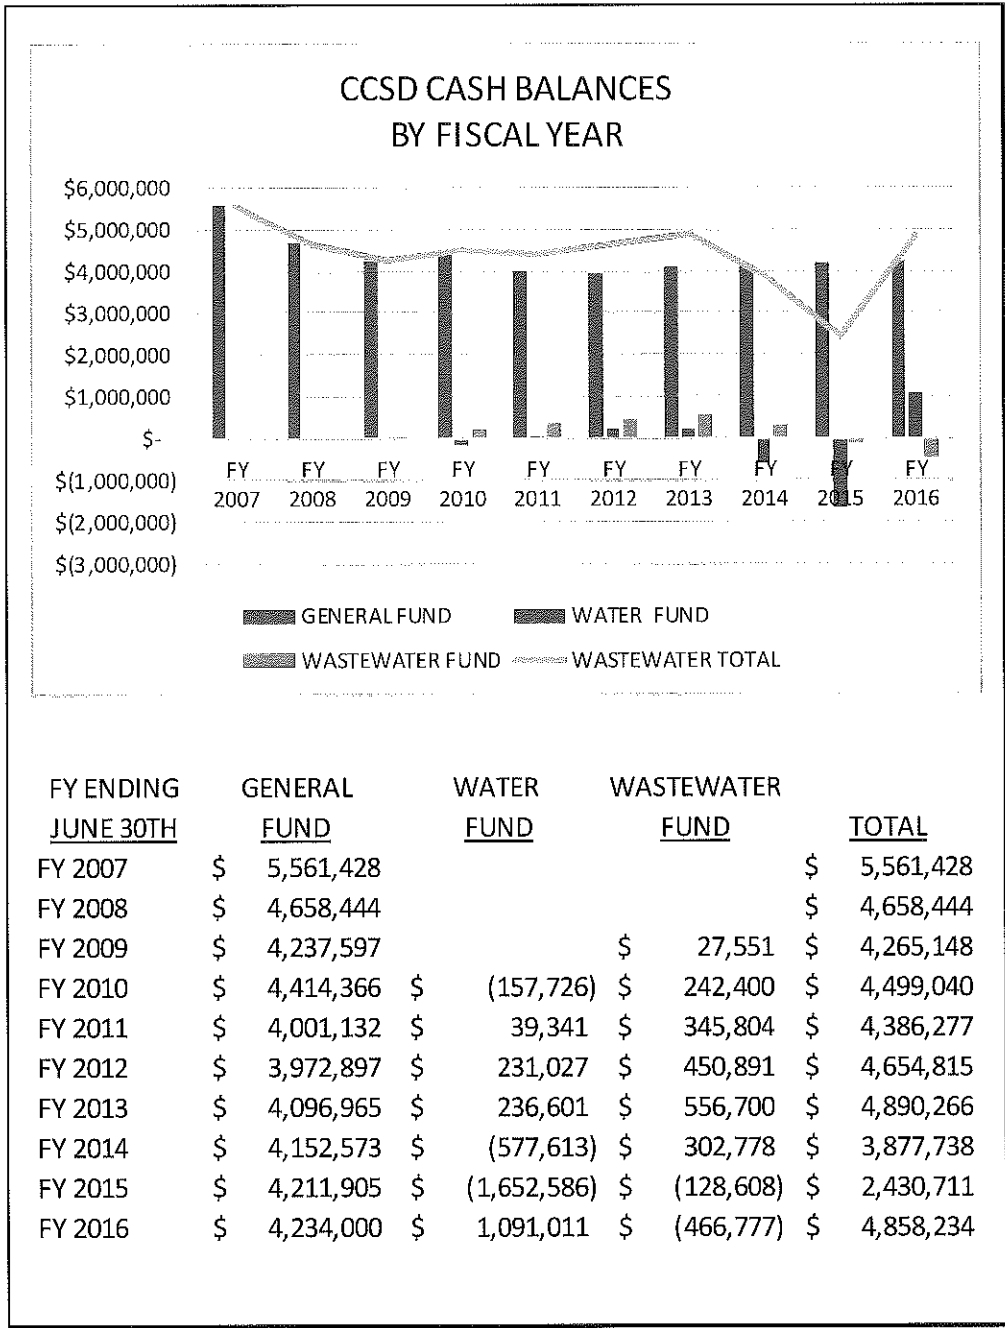 CCSD CASH BALANCES
BY FISCAL YEAR
$6,000,000
$5,000,000
$4,000,000
$3,000,000
$2,000,000
$1,000,000
$-
$(1,000,000)
$(2,000,000)
$(3,000,000)
FY FY FY FY FY FY FY FY FY FY
2007 2008 2009 2010 2011 2012 2013 2014 2015 2016
GENERAL FUND WATER FUND
WASTEWATER FUND WASTEWATER TOTAL
FY ENDING GENERAL WATER WASTEWATER
JUNE 30TH FUND FUND FUND TOTAL
FY 2007 $ 5,561,428 $ 5,561,428
FY 2008 $ 4,658,444 $ 4,658,444
FY 2009 $ 4,237,597 $ 27,551 $ 4,265,148
FY 2010 $ 4,414,366 $ (157,726) $ 242,400 $ 4,499,040
FY 2011 $ 4,001,132 $ 39,341 $ 345,804 $ 4,386,277
FY 2012 $ 3,972,897 $ 231,027 $ 450,891 $ 4,654,815
FY 2013 $ 4,096,965 $ 236,601 $ 556,700 $ 4,890,266
FY 2014 $ 4,152,573 $ (577,613) $ 302,778 $ 3,877,738
FY 2015 $ 4,211,905 $ (1,652,586) $ (128,608) $ 2,430,711
FY 2016 $ 4,234,000 $ 1,091,011 $ (466,777) $ 4,858,234